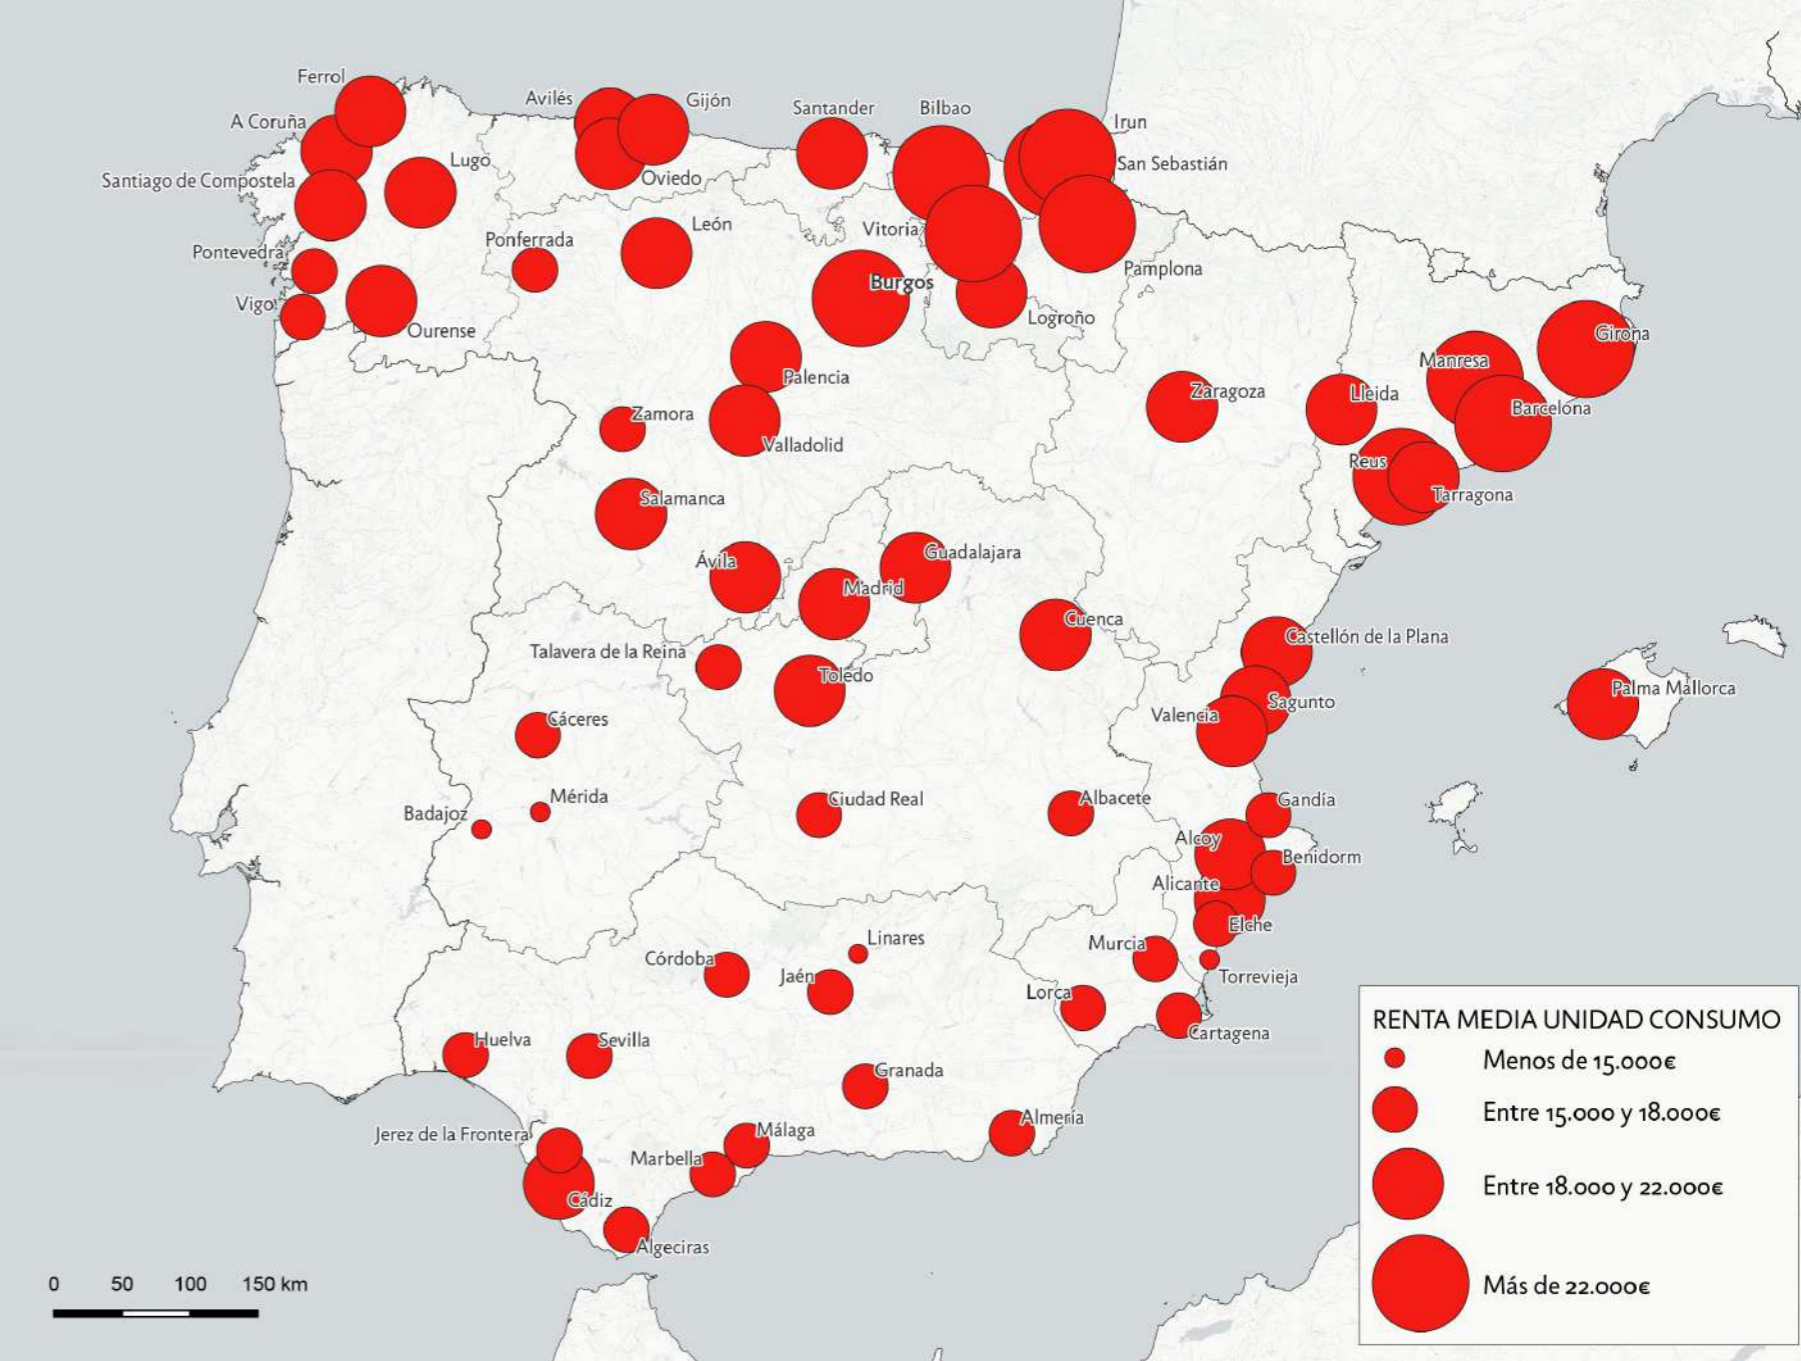 Ferrol
Avilés
Gijón
Santander
Bilbao
A Coruña
Irun
Lugo
San Sebastián
Santiago de Compostela
Oviedo
León
Vitoria
Ponferrada
Pontevedra
Pamplona
Burgos
Vigo
Logroño
Ourense
Girona
Manresa
Palencia
Zaragoza
Lleida
Barcelona
Zamora
Valladolid
Reus
Tarragona
Salamanca
Guadalajara
Ávila
Madrid
Cuenca
Castellón de la Plana
Talavera de la Reina
Toledo
Palma Mallorca
Sagunto
Valencia
Cáceres
Mérida
Ciudad Real
Albacete
Gandía
Badajoz
Alcoy
Benidorm
Alicante
Elche
Linares
Murcia
Córdoba
Jaén
Torrevieja
Lorca
Cartagena
Huelva
Sevilla
Granada
Almería
Jerez de la Frontera
Málaga
Marbella
Cádiz
Algeciras
RENTA MEDIA UNIDAD CONSUMO
Menos de 15.000€
Entre 15.000 y 18.000€
Entre 18.000 y 22.000€
Más de 22.000€
0 50 100 150 km